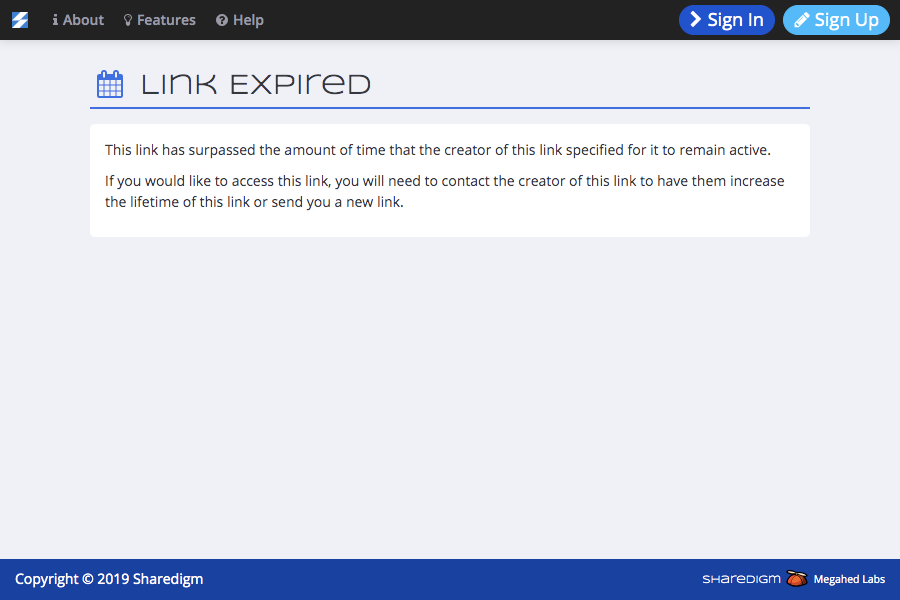 About Features Help Sign In Sign Up
Link Expired
This link has surpassed the amount of time that the creator of this link specified for it to remain active.
If you would like to access this link, you will need to contact the creator of this link to have them increase
the lifetime of this link or send you a new link.
Copyright © 2019 Sharedigm SHAREDIGM Megahed Labs